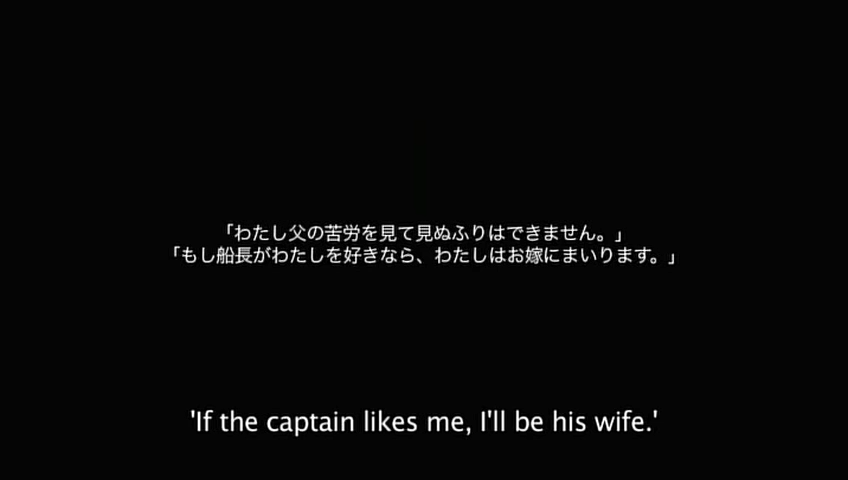 「わたし父の苦労を見て見ぬふりはできません。」
「もし船長がわたしを好きなら、わたしはお嫁にまいります。」
'If the captain likes me, I'll be his wife.'